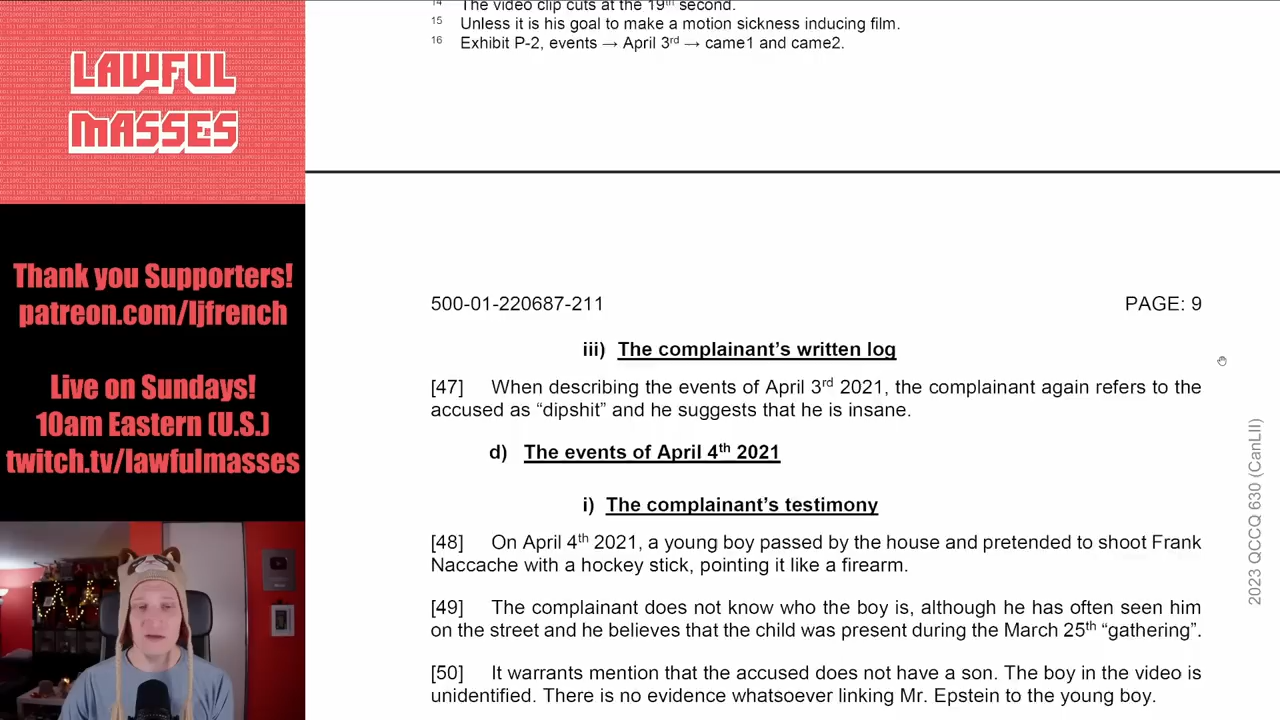 14 The video clip cuts at the 19th second.
15 Unless it is his goal to make a motion sickness inducing film.
16 Exhibit P-2, events → April 3rd → came1 and came2.
LAWFUL
MASSES
Thank you Supporters!
patreon.com/ljfrench
Live on Sundays!
10am Eastern (U.S.)
twitch.tv/lawfulmasses
500-01-220687-211 PAGE: 9
iii) The complainant's written log
[47] When describing the events of April 3rd 2021, the complainant again refers to the
accused as “dipshit” and he suggests that he is insane.
d) The events of April 4th 2021
i) The complainant's testimony
[48] On April 4th 2021, a young boy passed by the house and pretended to shoot Frank
Naccache with a hockey stick, pointing it like a firearm.
[49] The complainant does not know who the boy is, although he has often seen him
on the street and he believes that the child was present during the March 25th “gathering”.
[50] It warrants mention that the accused does not have a son. The boy in the video is
unidentified. There is no evidence whatsoever linking Mr. Epstein to the young boy.
2023 QCCQ 630 (CanLII)